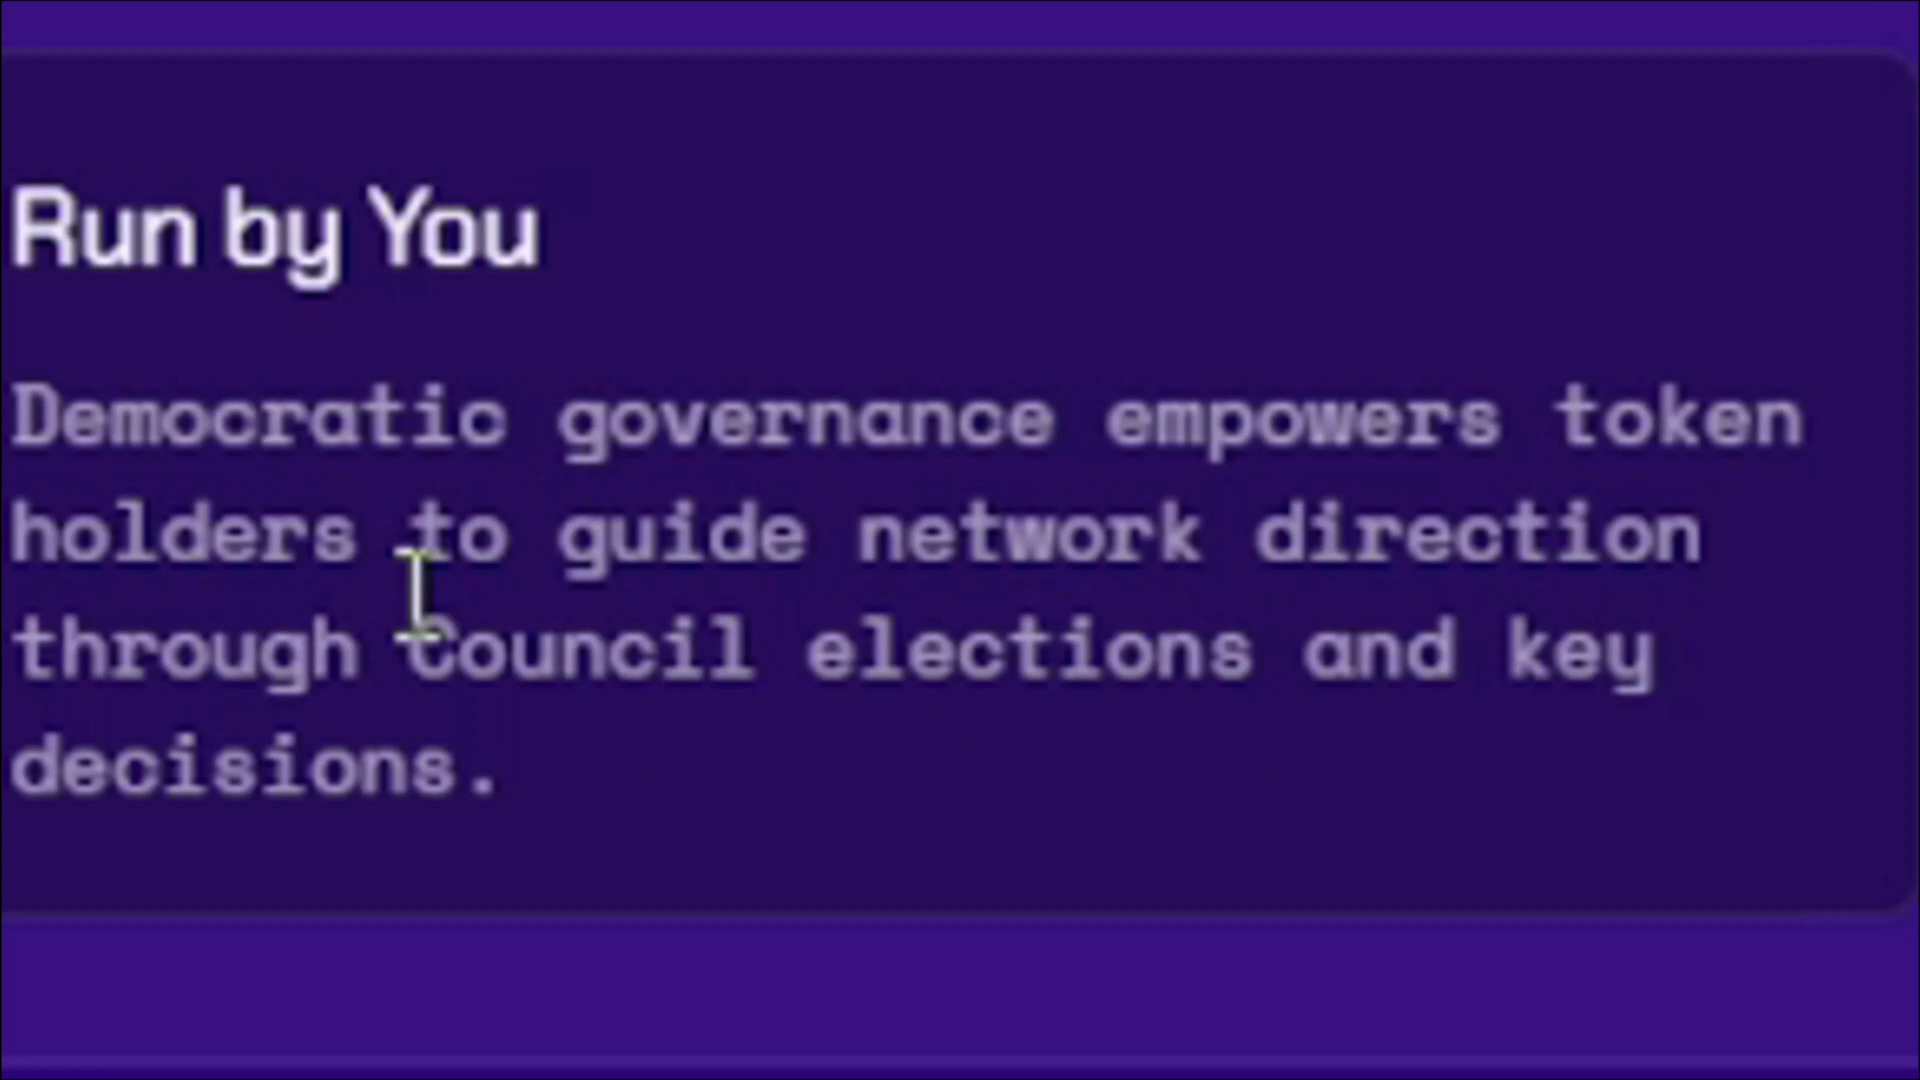 Run by You
Democratic governance empowers token
holders to guide network direction
through Council elections and key
decisions.